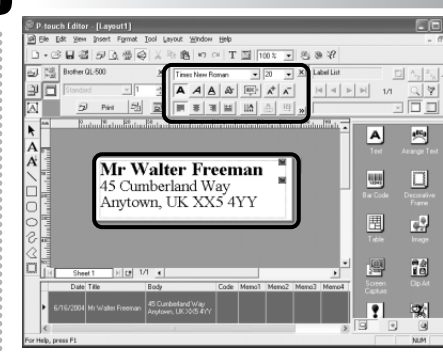 P-touch Editor - [Layout1]
File Edit View Insert Format Tool Layout Window Help
100 %
Brother QL-500
Times New Roman 20
Label List
Standard 1
Print
1/1
Mr Walter Freeman
45 Cumberland Way
Anytown, UK XX5 4YY
Text Arrange Text
Bar Code Decorative Frame
Table Image
Screen Capture Clip Art
Sheet 1 1/1
Date Title Body Code Memo1 Memo2 Memo3 Memo4
6/16/2004 Mr Walter Freeman 45 Cumberland Way
Anytown, UK XX5 4YY
For Help, press F1 NUM